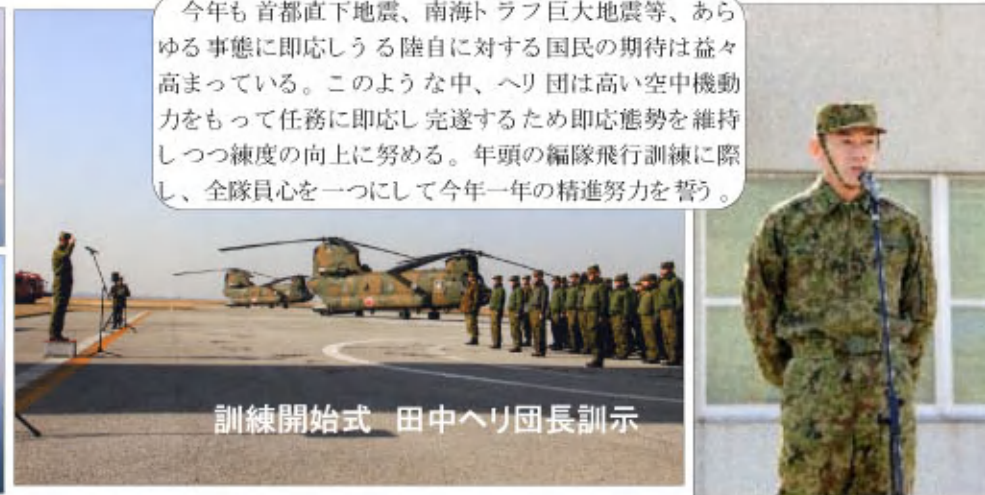 今年も首都直下地震、南海トラフ巨大地震等、あら
ゆる事態に即応しうる陸自に対する国民の期待は益々
高まっている。このような中、ヘリ団は高い空中機動
力をもって任務に即応し完遂するため即応態勢を維持
しつつ練度の向上に努める。年頭の編隊飛行訓練に際
し、全隊員心を一つにして今年一年の精進努力を誓う。
訓練開始式 田中ヘリ団長訓示